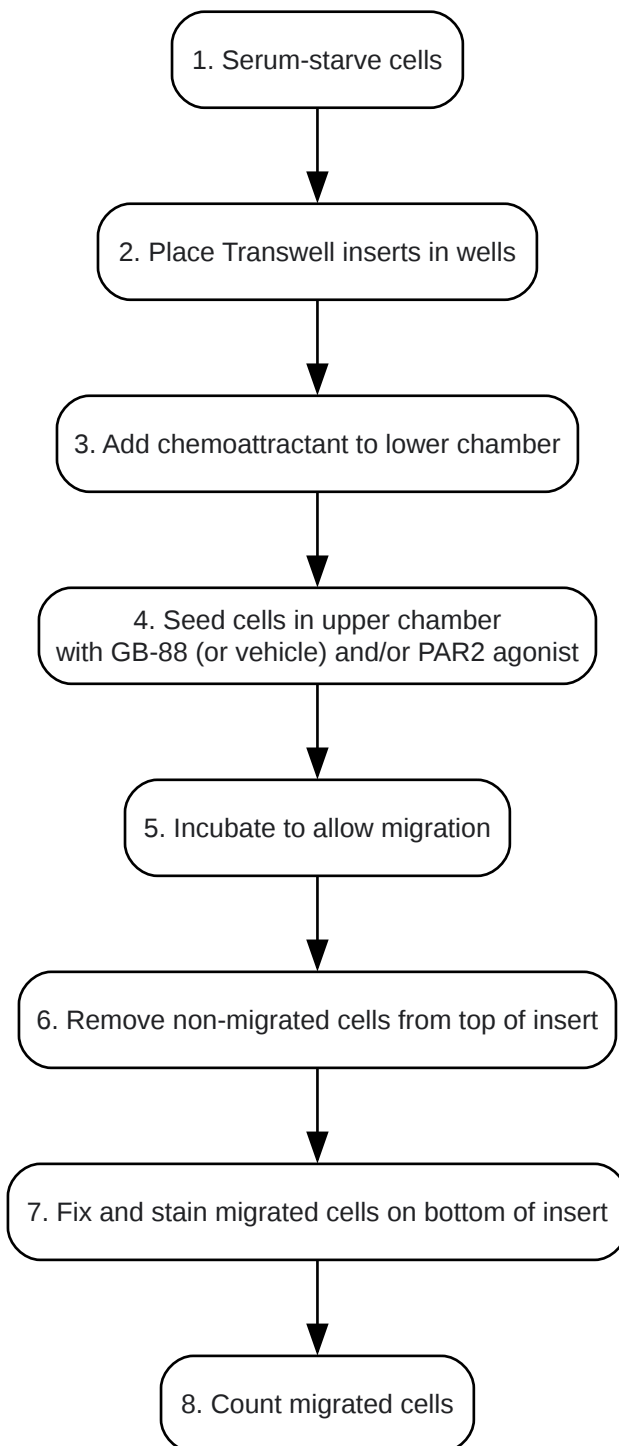 1. Serum-starve cells
2. Place Transwell inserts in wells
3. Add chemoattractant to lower chamber
4. Seed cells in upper chamber
with GB-88 (or vehicle) and/or PAR2 agonist
5. Incubate to allow migration
6. Remove non-migrated cells from top of insert
7. Fix and stain migrated cells on bottom of insert
8. Count migrated cells